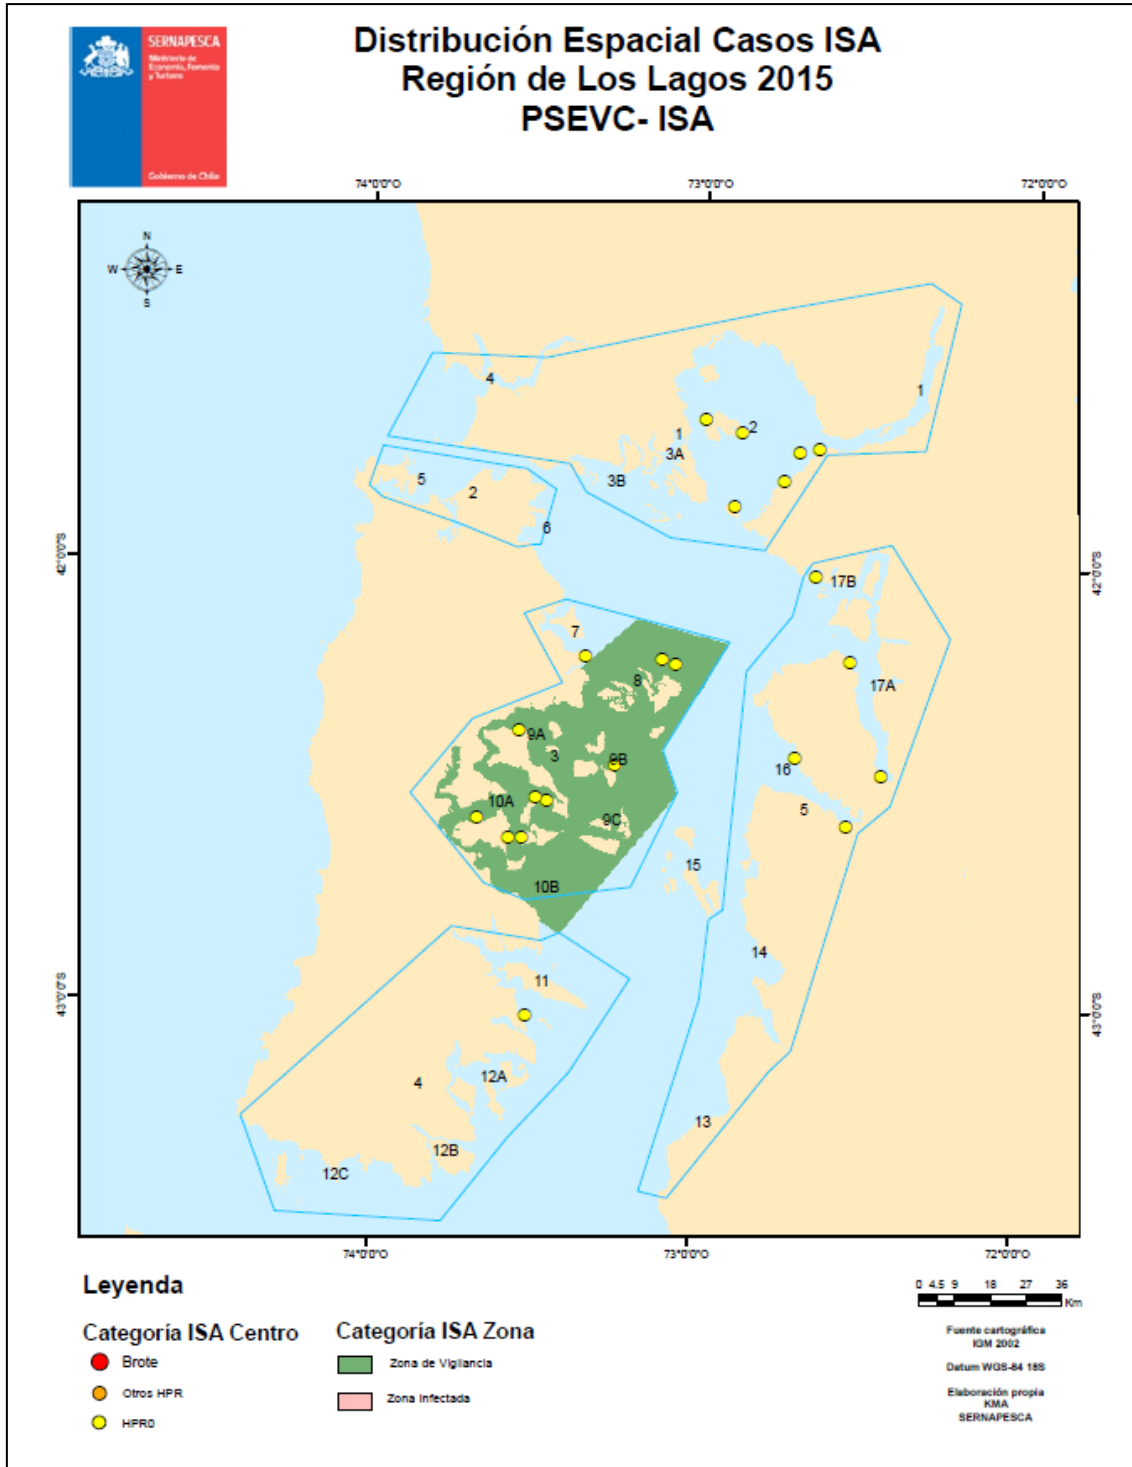 SERNAPESCA
Ministerio de
Economía, Fomento
y Turismo
Gobierno de Chile
Distribución Espacial Casos ISA
Región de Los Lagos 2015
PSEVC- ISA
74°0'0"O
73°0'0"O
72°0'0"O
N
W E
S
4
1
2
1
3A
3B
5
2
6
42°0'0"S
42°0'0"S
17B
7
8
17A
9A
3
9B
16
10A
5
9C
15
10B
14
11
43°0'0"S
43°0'0"S
12A
4
13
12B
12C
74°0'0"O
73°0'0"O
72°0'0"O
Leyenda
Categoría ISA Centro
Brote
Otros HPR
HPR0
Categoría ISA Zona
Zona de Vigilancia
Zona Infectada
0 4.5 9 18 27 36
Km
Fuente cartográfica
IGM 2002
Datum WGS-84 18S
Elaboración propia
KMA
SERNAPESCA